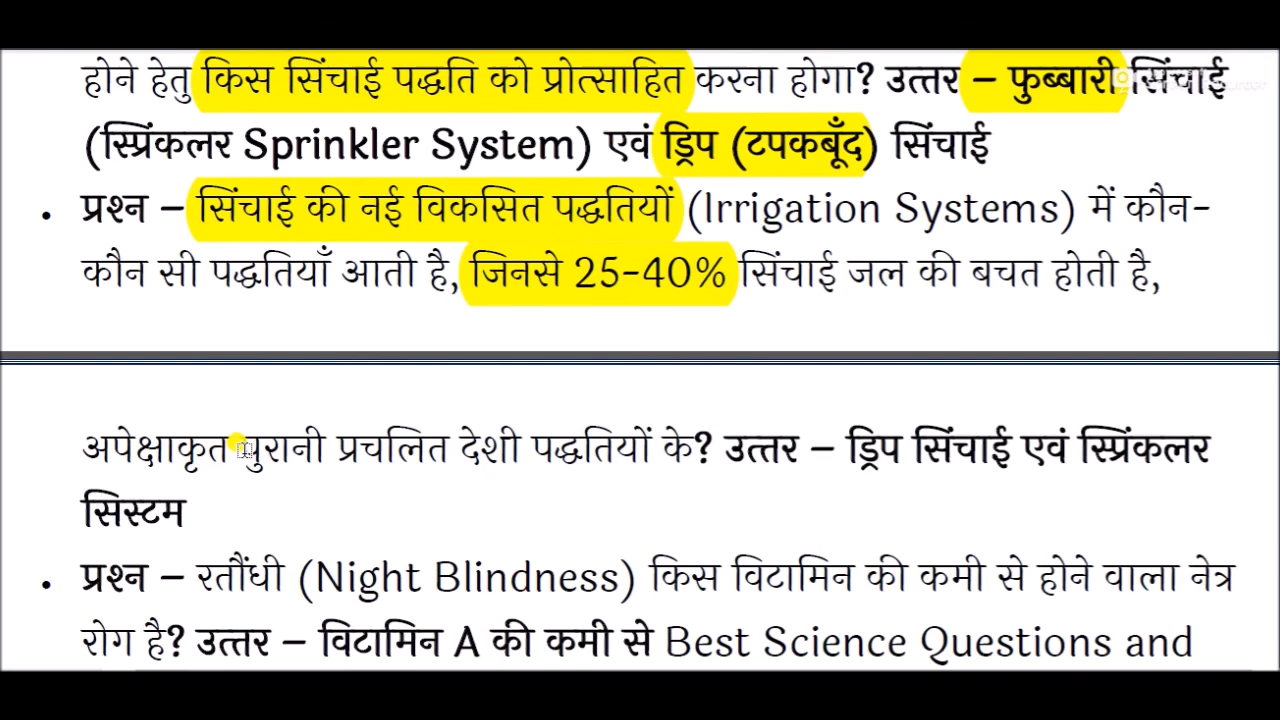 होने हेतु किस सिंचाई पद्धति को प्रोत्साहित करना होगा? उत्तर – फुब्बारी सिंचाई
(स्प्रिंकलर Sprinkler System) एवं ड्रिप (टपकबूँद) सिंचाई
• प्रश्न – सिंचाई की नई विकसित पद्धतियों (Irrigation Systems) में कौन-
कौन सी पद्धतियाँ आती है, जिनसे 25-40% सिंचाई जल की बचत होती है,
अपेक्षाकृत पुरानी प्रचलित देशी पद्धतियों के? उत्तर – ड्रिप सिंचाई एवं स्प्रिंकलर
सिस्टम
• प्रश्न – रतौंधी (Night Blindness) किस विटामिन की कमी से होने वाला नेत्र
रोग है? उत्तर – विटामिन A की कमी से Best Science Questions and